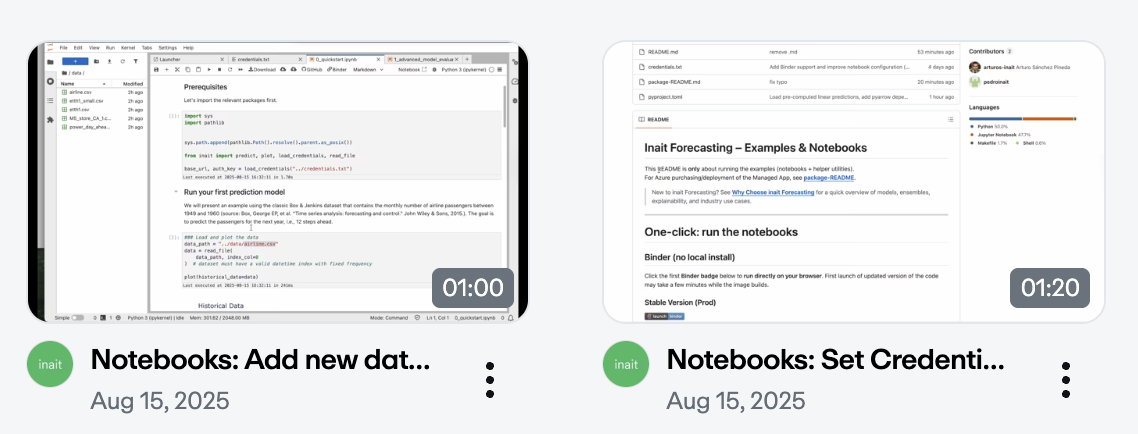 File Edit View Run Kernel Tabs Settings Help
Launcher
credentials.txt
0_quickstart.ipynb
1_advanced_model_evalua
Download
GitHub
Binder
Markdown
Notebook
Python 3 (ipykernel)
/ data /
Name
Modified
airline.csv 2h ago
etth1_small.csv 2h ago
etth1.csv 2h ago
M5_store_CA_1.c... 2h ago
power_day_ahea... 2h ago
Prerequisites
Let's import the relevant packages first.
import sys
import pathlib
sys.path.append(pathlib.Path().resolve().parent.as_posix())
from inait import predict, plot, load_credentials, read_file
base_url, auth_key = load_credentials("../credentials.txt")
Last executed at 2025-08-15 16:32:11 in 1.70s
Run your first prediction model
We will present an example using the classic Box & Jenkins dataset that contains the monthly number of airline passengers between
1949 and 1960 (source: Box, George EP, et al. "Time series analysis: forecasting and control." John Wiley & Sons, 2015.). The goal is
to predict the passengers for the next year, i.e., 12 steps ahead.
### Load and plot the data
data_path = "../data/airline.csv"
data = read_file(
data_path, index_col=0
) # dataset must have a valid datetime index with fixed frequency
plot(historical_data=data)
Last executed at 2025-08-15 16:32:11 in 241ms
Historical Data
Simple
Python 3 (ipykernel) | Idle
Mem: 301.62 / 2048.00 MB
Mode: Command
Ln 1, Col 1
0_quickstart.ipynb
0
01:00
inait
Notebooks: Add new dat...
Aug 15, 2025
README.md remove .md 53 minutes ago
credentials.txt Add Binder support and improve notebook configuration (... 4 days ago
package-README.md fix typo 20 minutes ago
pyproject.toml Load pre-computed linear predictions, add pyarrow depe... 1 hour ago
README
Inait Forecasting – Examples & Notebooks
This README is only about running the examples (notebooks + helper utilities).
For Azure purchasing/deployment of the Managed App, see package-README.
New to inait Forecasting? See Why Choose inait Forecasting for a quick overview of models, ensembles,
explainability, and industry use cases.
One-click: run the notebooks
Binder (no local install)
Click the first Binder badge below to run directly on your browser. First launch of updated version of the code
may take a few minutes while the image builds.
Stable Version (Prod)
launch binder
Contributors 2
arturos-inait Arturo Sánchez Pineda
pedroinait
Languages
Python 50.0%
Jupyter Notebook 47.7%
Makefile 1.7%
Shell 0.6%
01:20
inait
Notebooks: Set Credenti...
Aug 15, 2025